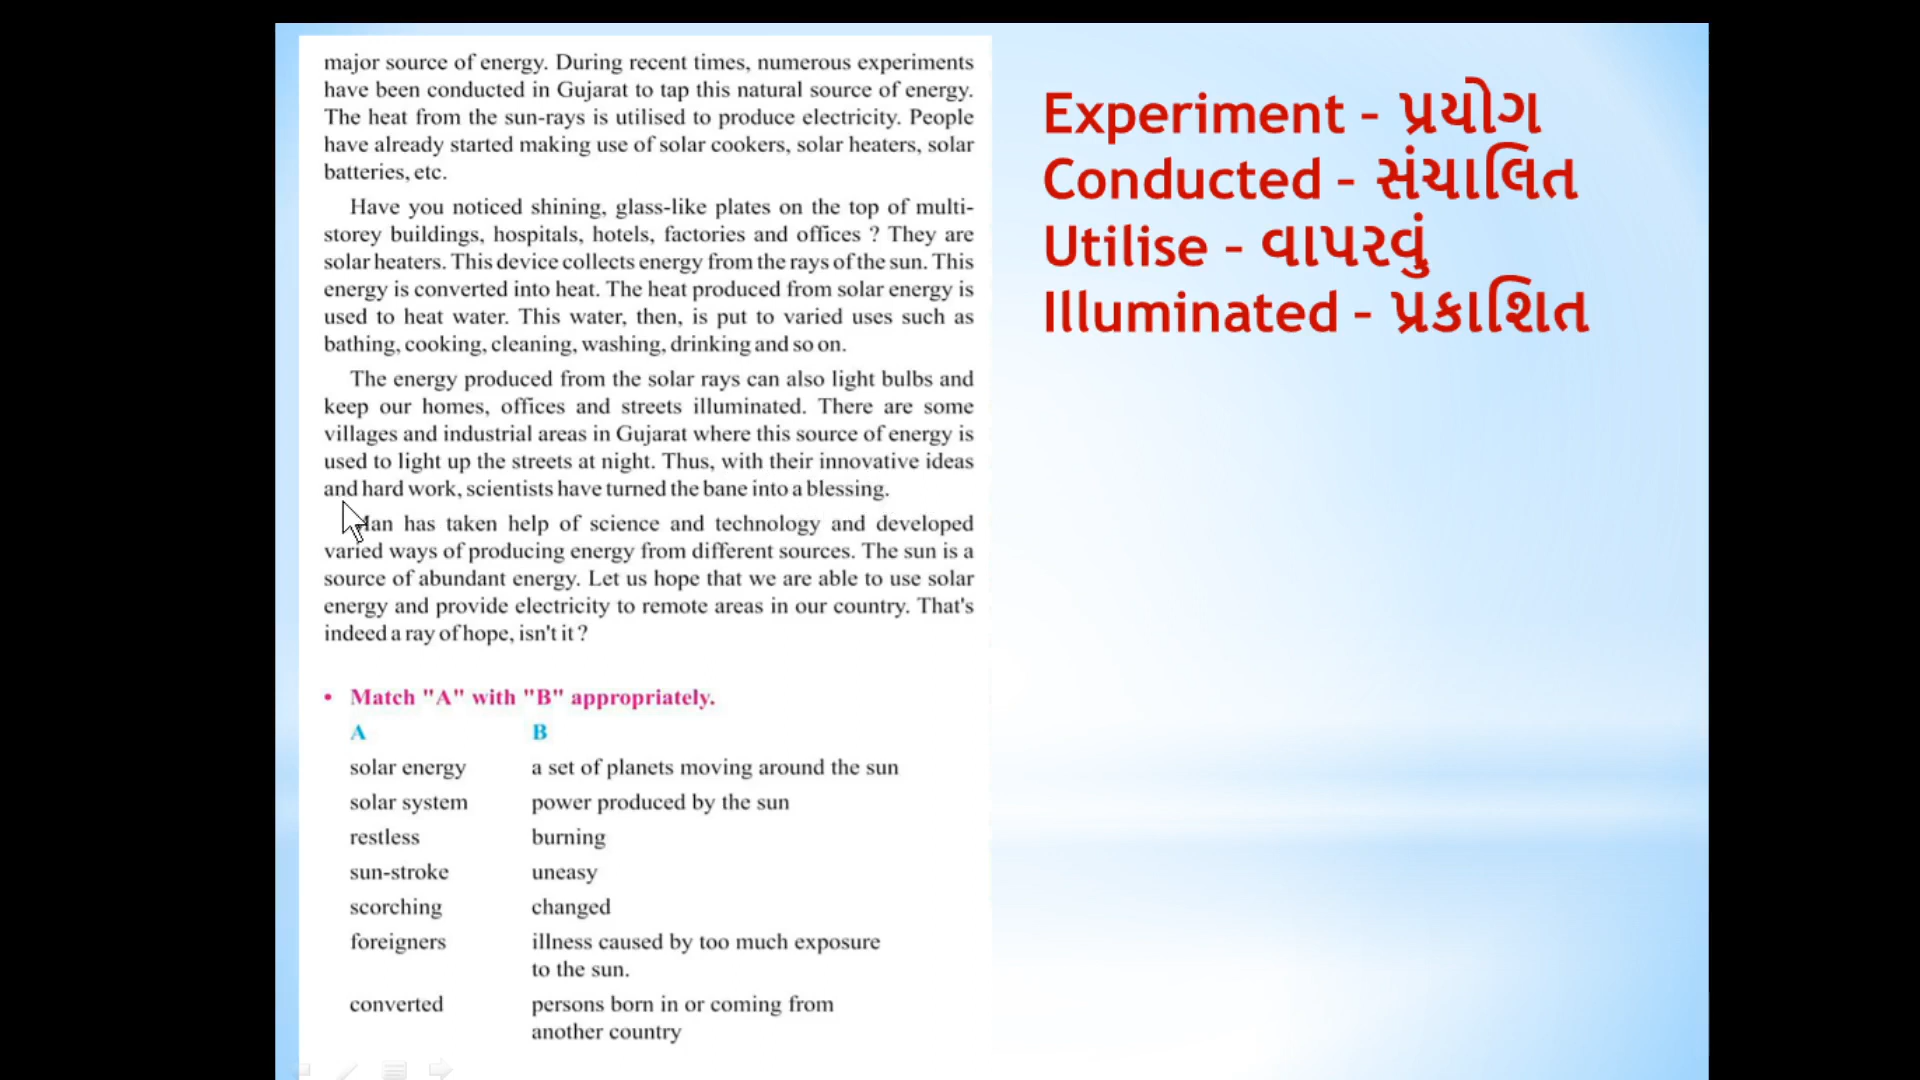 major source of energy. During recent times, numerous experiments
have been conducted in Gujarat to tap this natural source of energy.
The heat from the sun-rays is utilised to produce electricity. People
have already started making use of solar cookers, solar heaters, solar
batteries, etc.
Have you noticed shining, glass-like plates on the top of multi-
storey buildings, hospitals, hotels, factories and offices ? They are
solar heaters. This device collects energy from the rays of the sun. This
energy is converted into heat. The heat produced from solar energy is
used to heat water. This water, then, is put to varied uses such as
bathing, cooking, cleaning, washing, drinking and so on.
The energy produced from the solar rays can also light bulbs and
keep our homes, offices and streets illuminated. There are some
villages and industrial areas in Gujarat where this source of energy is
used to light up the streets at night. Thus, with their innovative ideas
and hard work, scientists have turned the bane into a blessing.
Man has taken help of science and technology and developed
varied ways of producing energy from different sources. The sun is a
source of abundant energy. Let us hope that we are able to use solar
energy and provide electricity to remote areas in our country. That's
indeed a ray of hope, isn't it ?
• Match "A" with "B" appropriately.
A B
solar energy a set of planets moving around the sun
solar system power produced by the sun
restless burning
sun-stroke uneasy
scorching changed
foreigners illness caused by too much exposure
to the sun.
converted persons born in or coming from
another country
Experiment – પ્રયોગ
Conducted – સંચાલિત
Utilise – વાપરવું
Illuminated – પ્રકાશિત